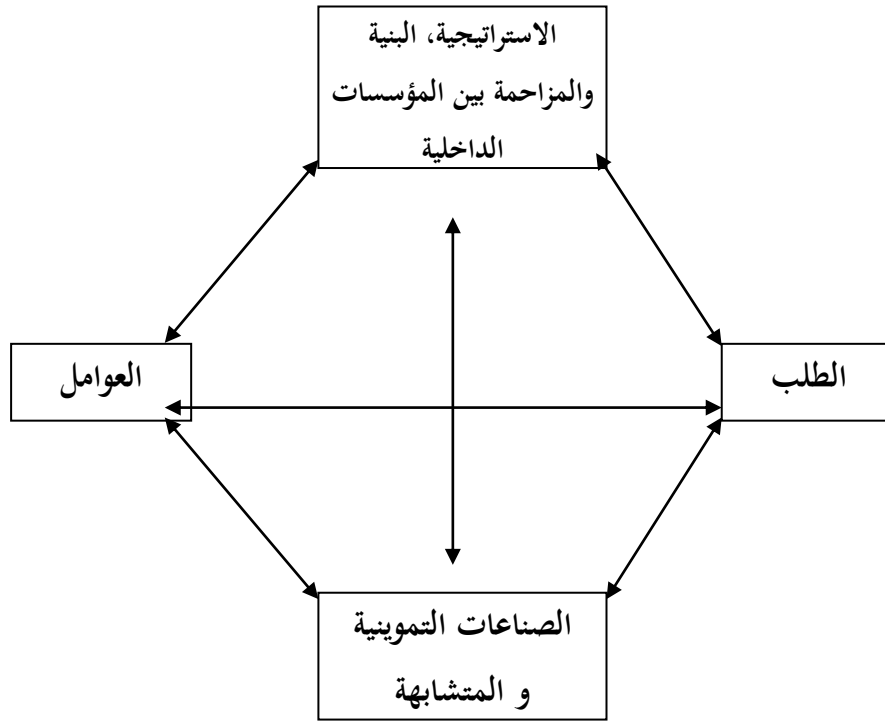 الاستراتيجية، البنية
والمزاحمة بين المؤسسات
الداخلية
الطلب
العوامل
الصناعات التموينية
و المتشابهة